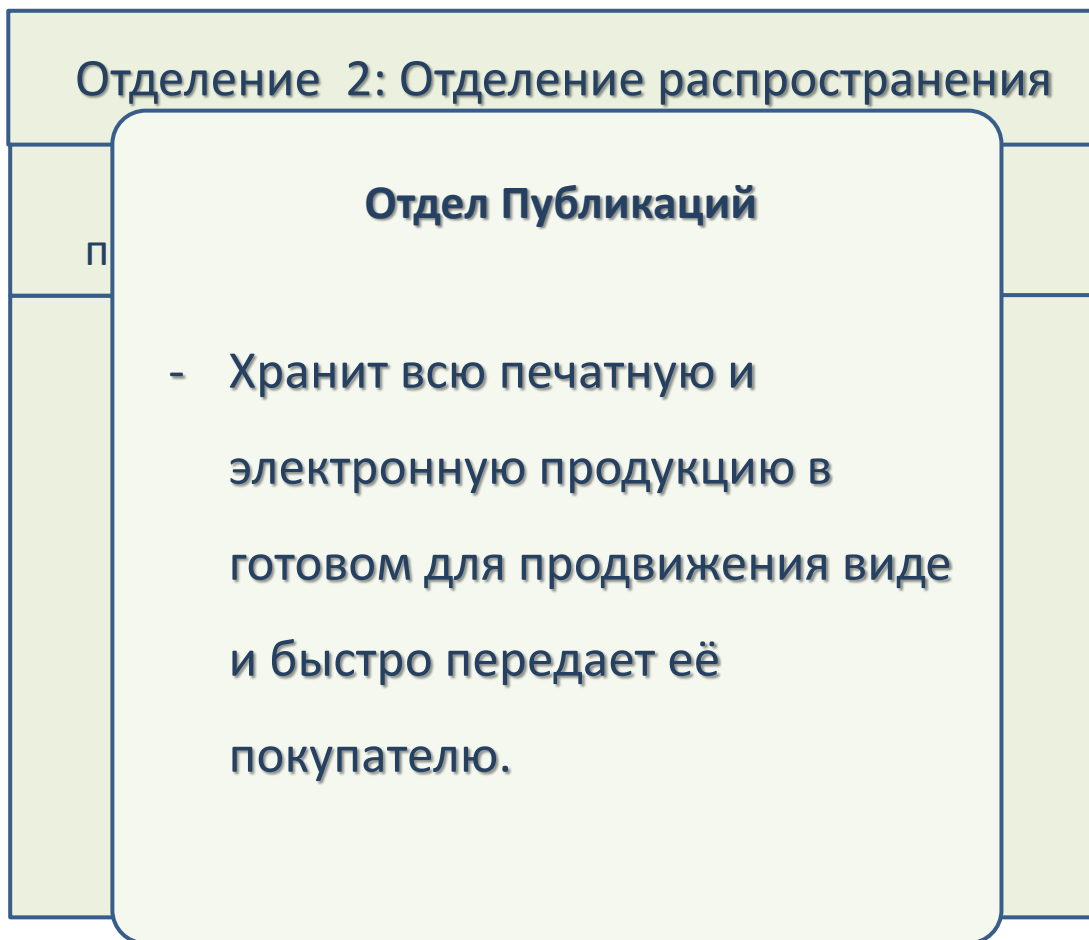 Отделение  2: Отделение распространения
Отдел Публикаций
п
- Хранит всю печатную и
электронную продукцию в
готовом для продвижения виде
и быстро передает её
покупателю.